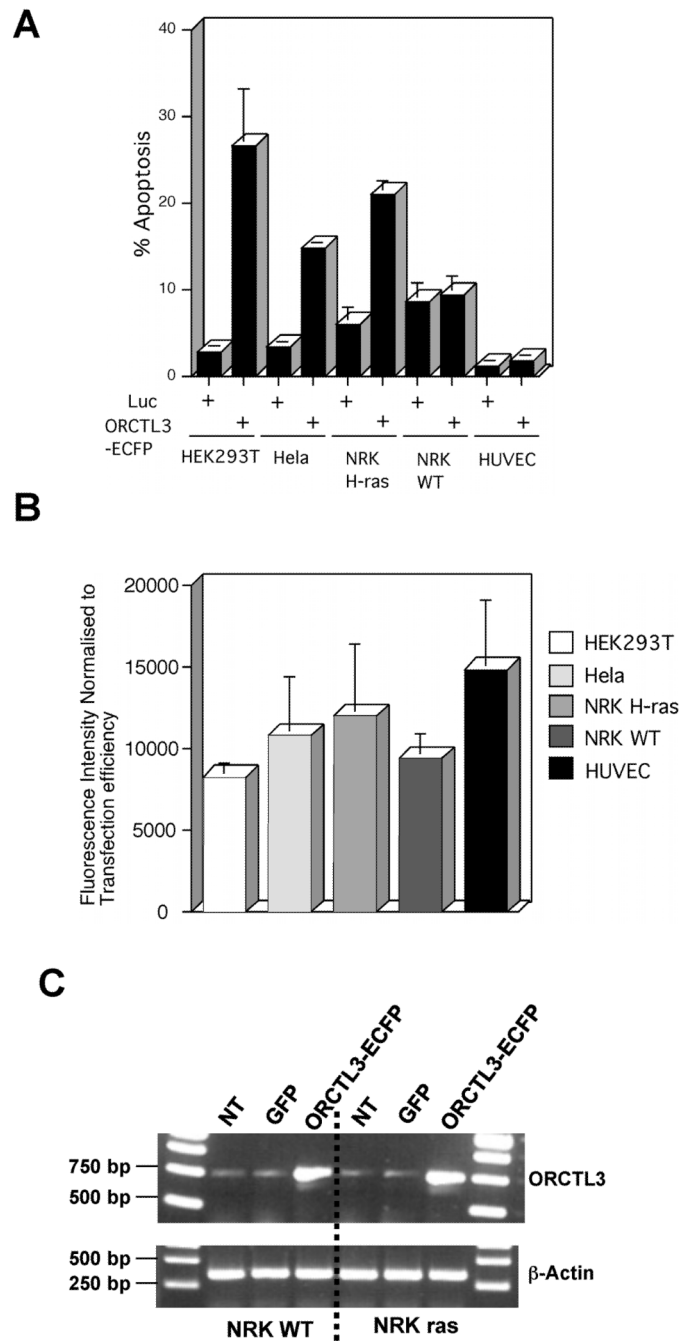 A
40
30
20
10
0
% Apoptosis
Luc + + + + +
ORCTL3 + + + + +
-ECFP
HEK293T Hela NRK NRK HUVEC
H-ras WT
B
20000
15000
10000
5000
0
Fluorescence Intensity Normalised to
Transfection efficiency
HEK293T
Hela
NRK H-ras
NRK WT
HUVEC
C
NT GFP ORCTL3-ECFP NT GFP ORCTL3-ECFP
750 bp
500 bp
ORCTL3
500 bp
250 bp
β-Actin
NRK WT NRK ras